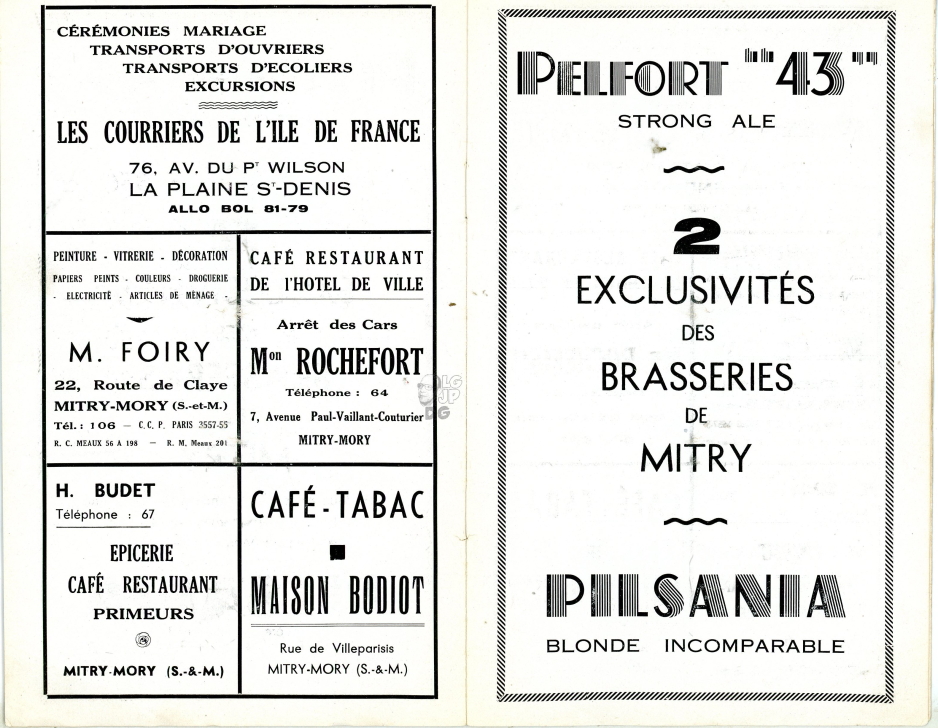 CÉRÉMONIES MARIAGE
TRANSPORTS D'OUVRIERS
TRANSPORTS D'ECOLIERS
EXCURSIONS
LES COURRIERS DE L'ILE DE FRANCE
76, AV. DU PT WILSON
LA PLAINE ST-DENIS
ALLO BOL 81-79
PEINTURE - VITRERIE - DÉCORATION
PAPIERS PEINTS - COULEURS - DROGUERIE
- ELECTRICITÉ - ARTICLES DE MÉNAGE -
M. FOIRY
22, Route de Claye
MITRY-MORY (S.-et-M.)
Tél. : 106 — C.C.P. PARIS 3557-55
R. C. MEAUX 56 A 198 — R. M. Meaux 201
CAFÉ RESTAURANT
DE l'HOTEL DE VILLE
Arrêt des Cars
Mon ROCHEFORT
Téléphone : 64
7, Avenue Paul-Vaillant-Couturier
MITRY-MORY
H. BUDET
Téléphone : 67
EPICERIE
CAFÉ RESTAURANT
PRIMEURS
MITRY-MORY (S.-&-M.)
CAFÉ-TABAC
MAISON BODIOT
Rue de Villeparisis
MITRY-MORY (S.-&-M.)
LG
JP
DG
PELFORT "43"
STRONG ALE
2
EXCLUSIVITÉS
DES
BRASSERIES
DE
MITRY
PILSANIA
BLONDE INCOMPARABLE